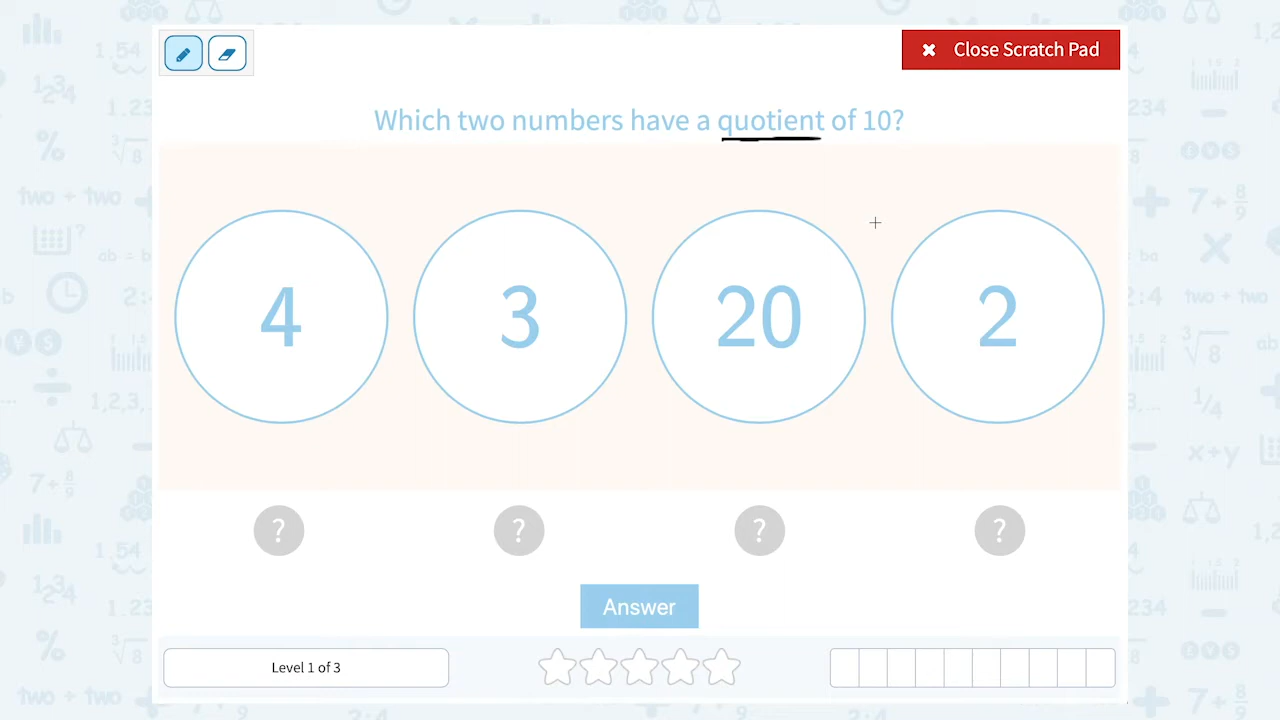 Close Scratch Pad
Which two numbers have a quotient of 10?
4 3 20 2
? ? ? ?
Answer
Level 1 of 3